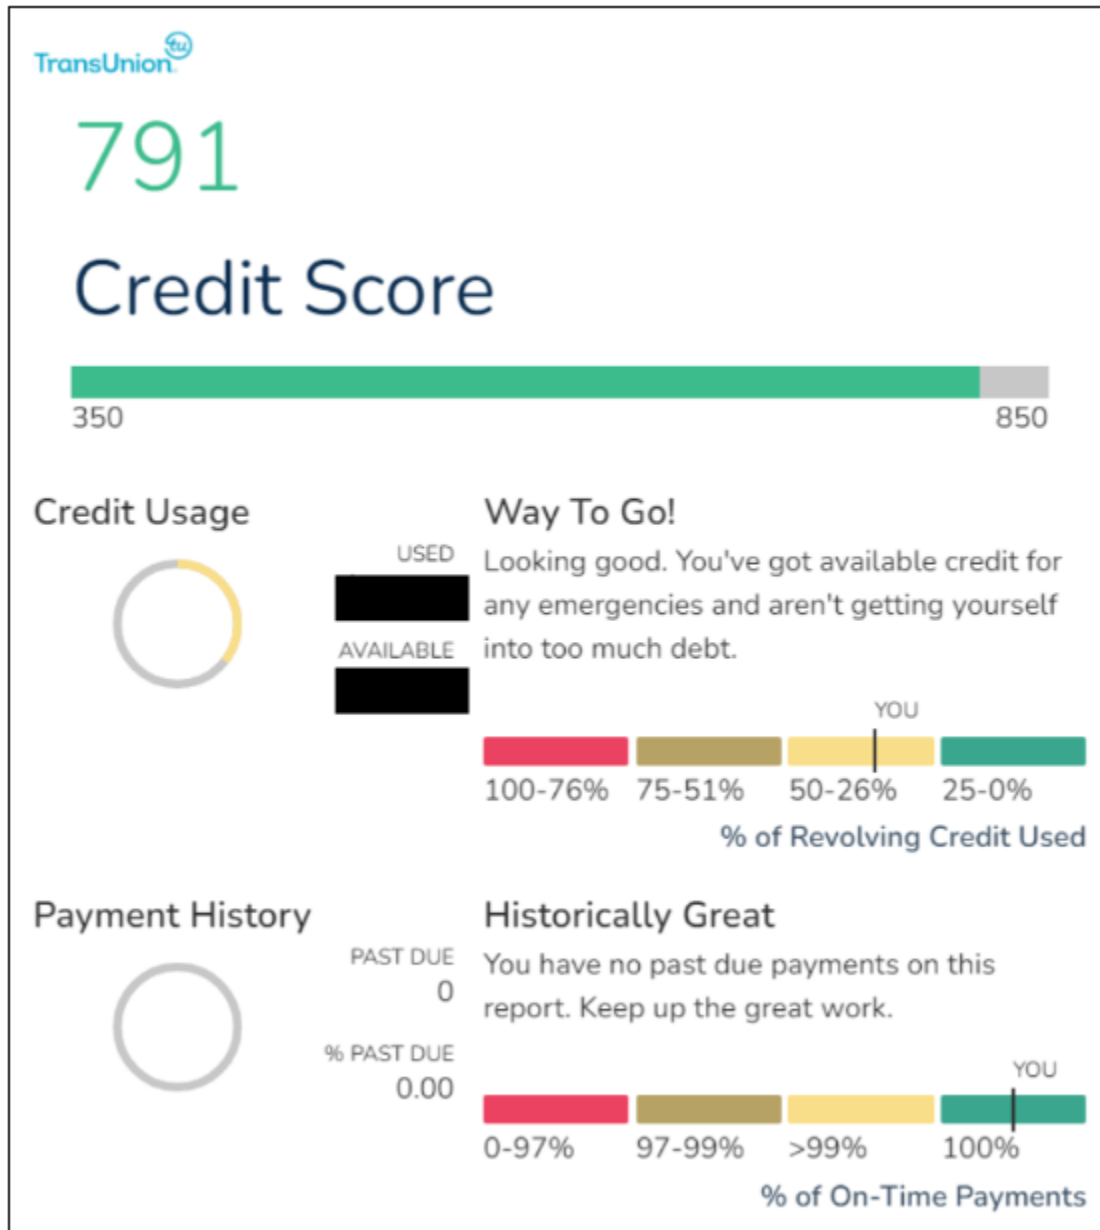 TransUnion
tu
791
Credit Score
350
850
Credit Usage
USED
AVAILABLE
Way To Go!
Looking good. You've got available credit for
any emergencies and aren't getting yourself
into too much debt.
YOU
100-76% 75-51% 50-26% 25-0%
% of Revolving Credit Used
Payment History
PAST DUE
0
% PAST DUE
0.00
Historically Great
You have no past due payments on this
report. Keep up the great work.
YOU
0-97% 97-99% >99% 100%
% of On-Time Payments